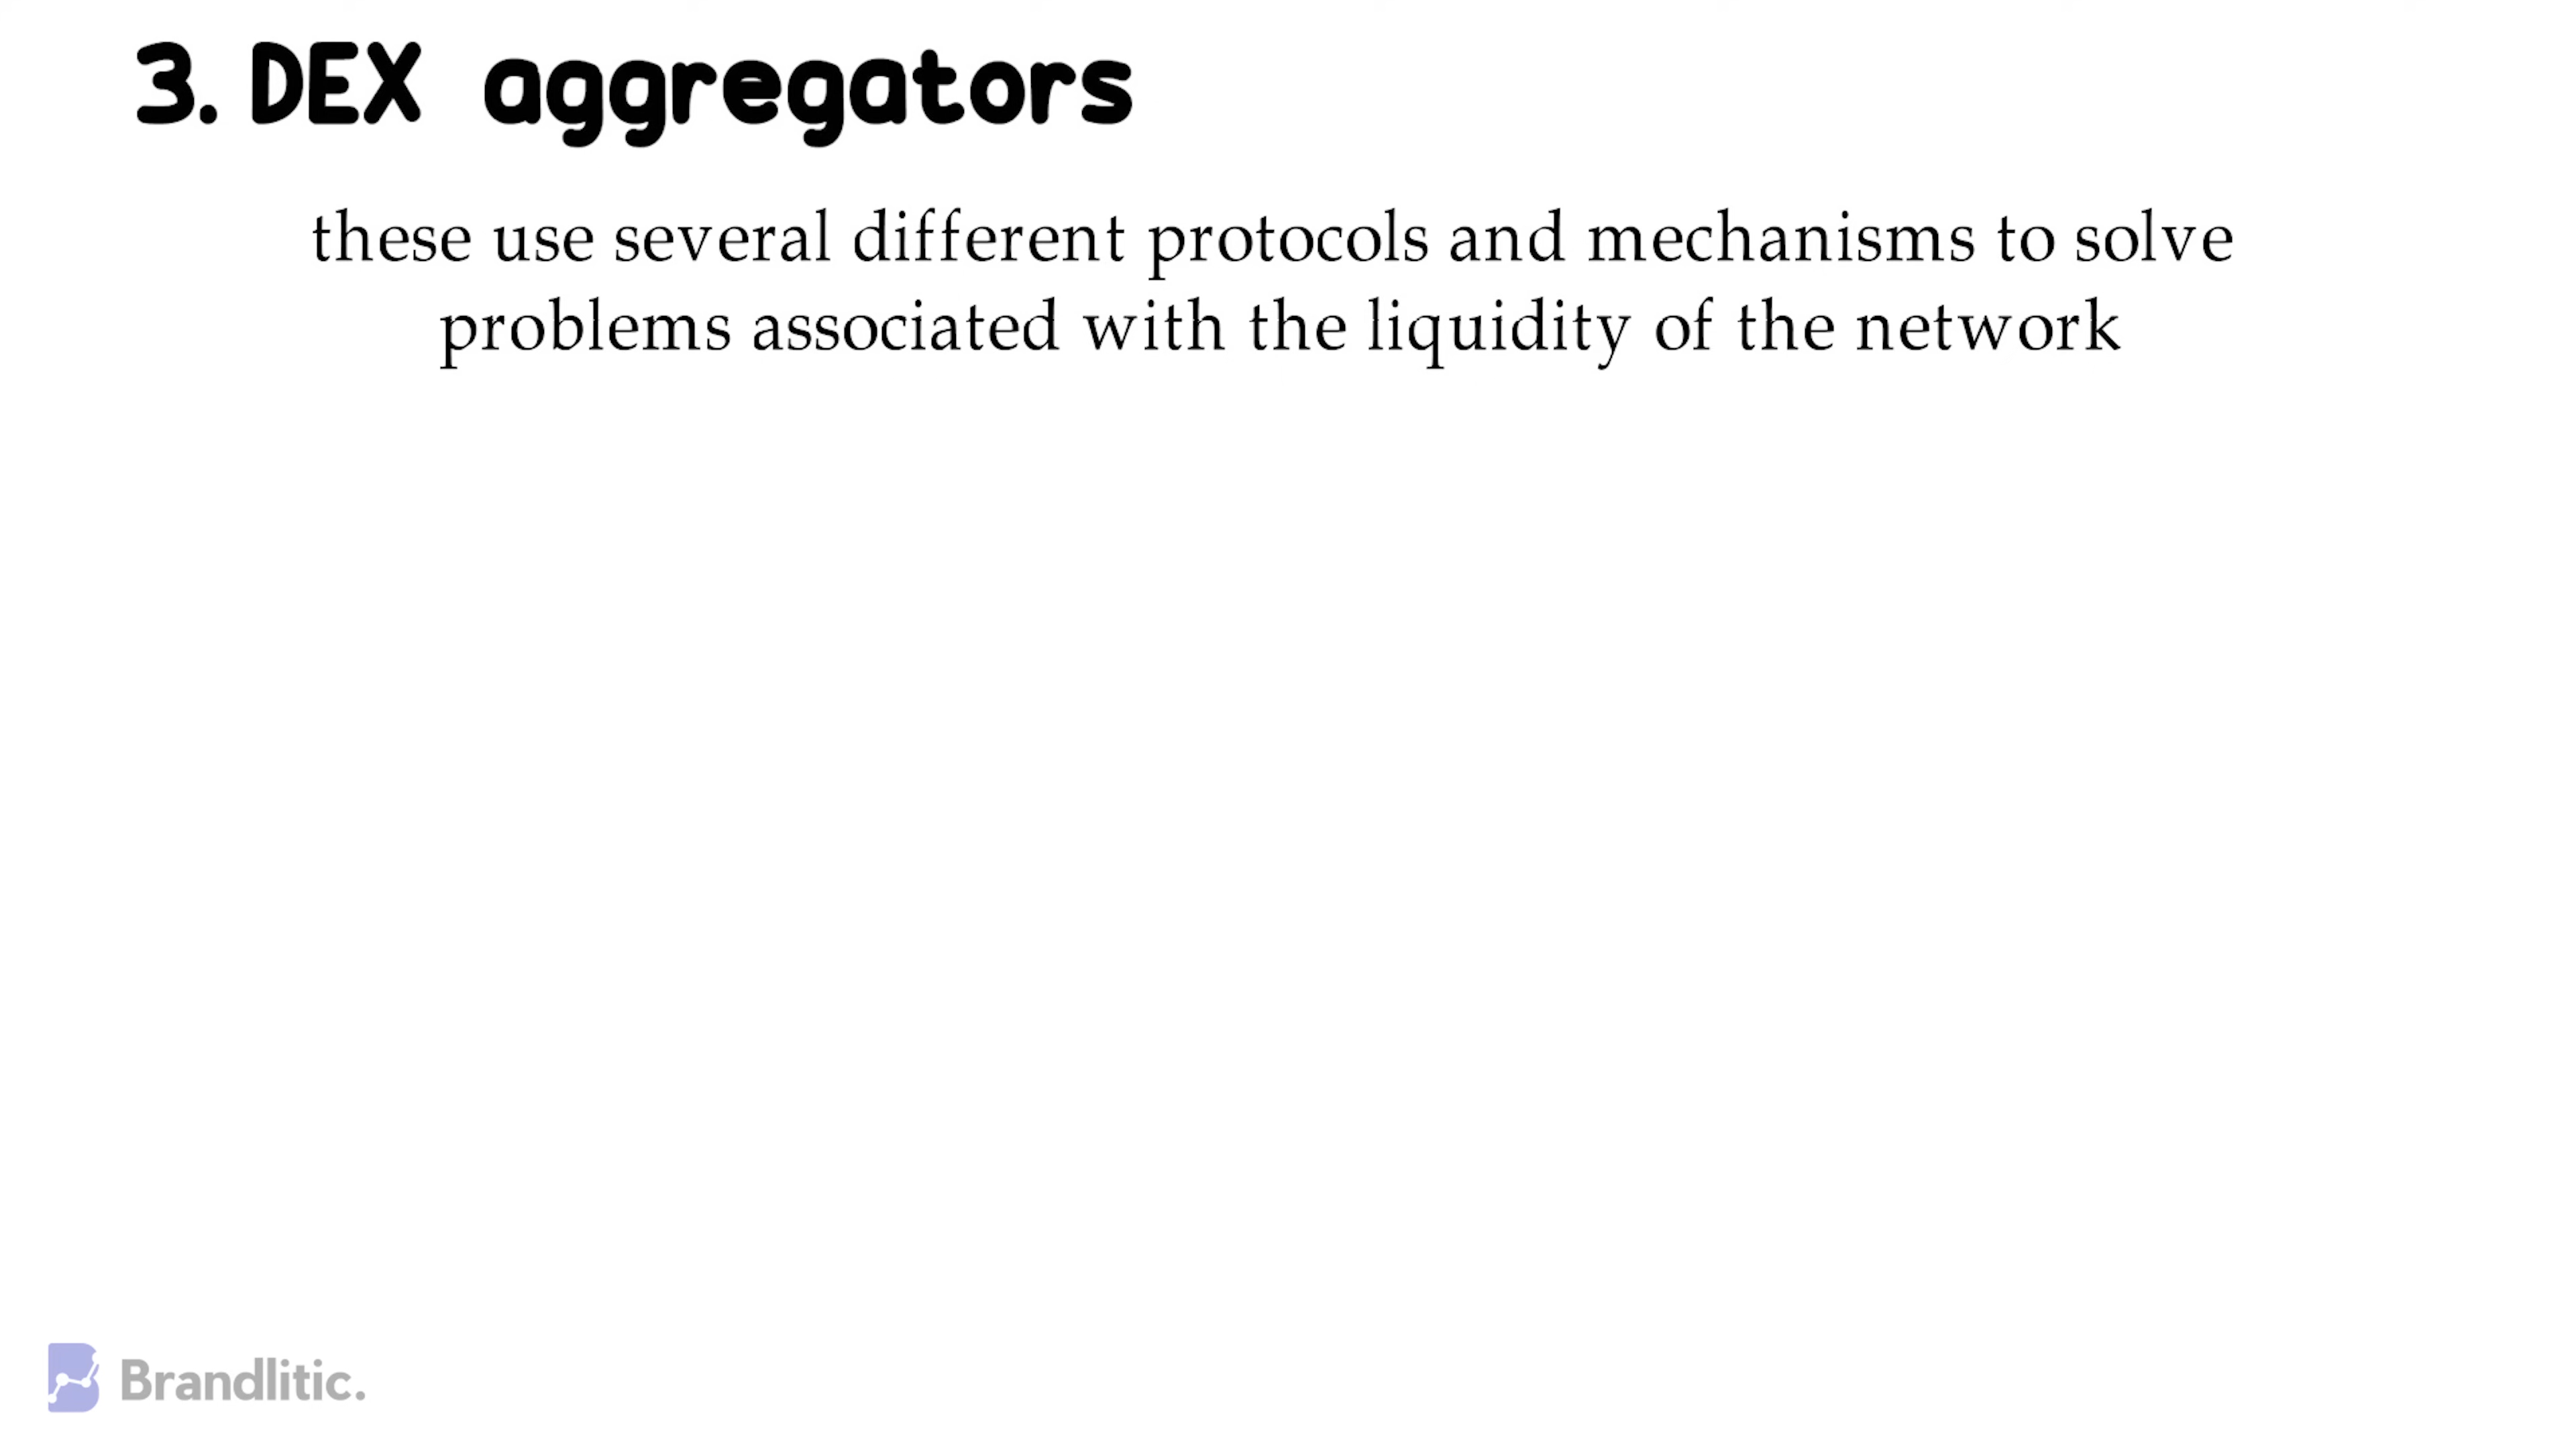 3. DEX aggregators
these use several different protocols and mechanisms to solve
problems associated with the liquidity of the network
Brandlitic.